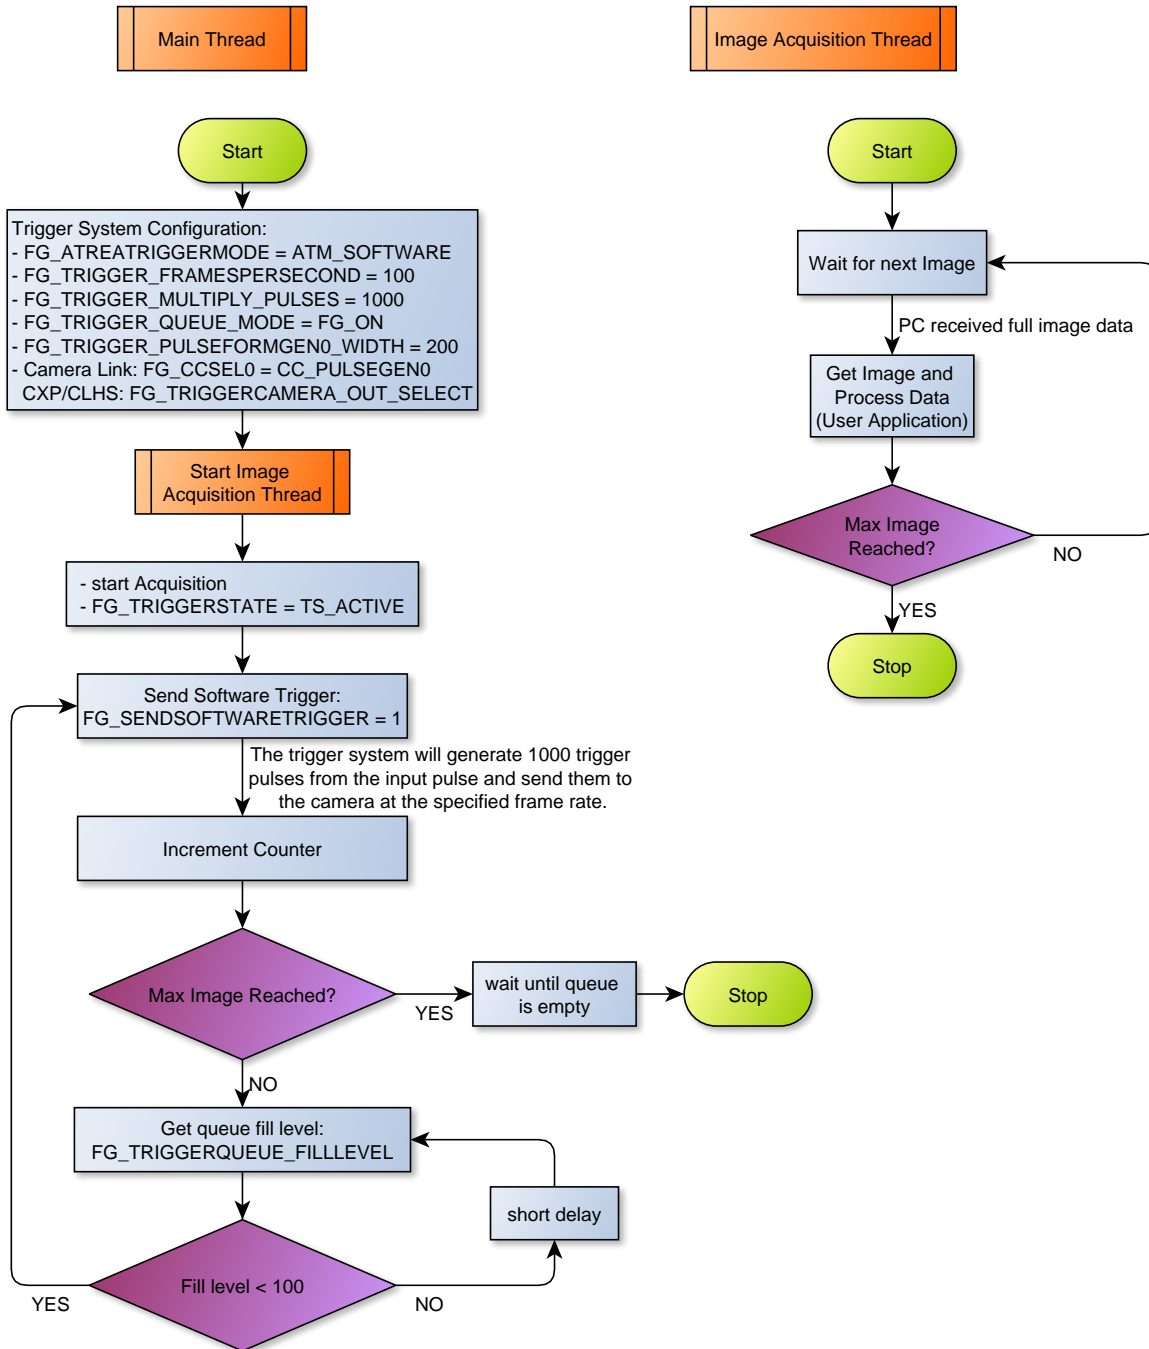 Main Thread
Image Acquisition Thread
Start
Trigger System Configuration:
- FG_ATREATRIGGERMODE = ATM_SOFTWARE
- FG_TRIGGER_FRAMESPERSECOND = 100
- FG_TRIGGER_MULTIPLY_PULSES = 1000
- FG_TRIGGER_QUEUE_MODE = FG_ON
- FG_TRIGGER_PULSEFORMGEN0_WIDTH = 200
- Camera Link: FG_CCSEL0 = CC_PULSEGEN0
CXP/CLHS: FG_TRIGGERCAMERA_OUT_SELECT
Start Image
Acquisition Thread
- start Acquisition
- FG_TRIGGERSTATE = TS_ACTIVE
Send Software Trigger:
FG_SENDSOFTWARETRIGGER = 1
The trigger system will generate 1000 trigger
pulses from the input pulse and send them to
the camera at the specified frame rate.
Increment Counter
Max Image Reached?
YES
wait until queue
is empty
Stop
NO
Get queue fill level:
FG_TRIGGERQUEUE_FILLLEVEL
short delay
Fill level < 100
YES
NO
Start
Wait for next Image
PC received full image data
Get Image and
Process Data
(User Application)
Max Image
Reached?
NO
YES
Stop